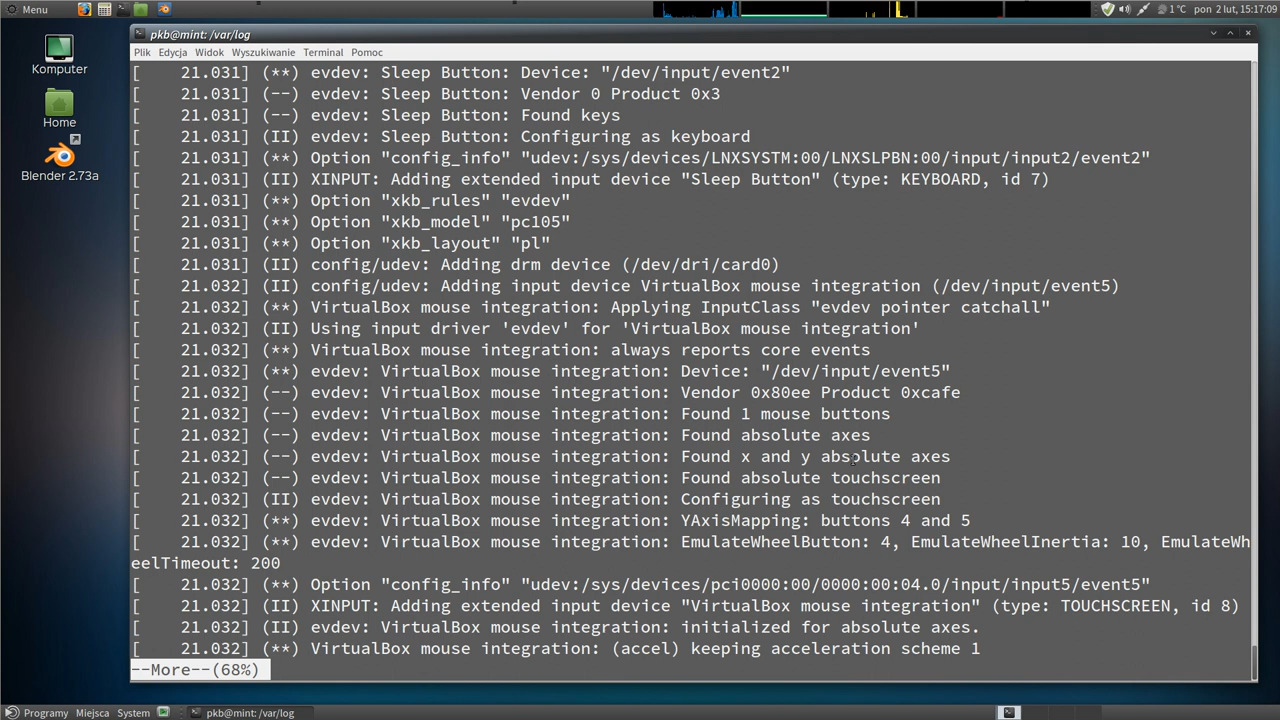 Menu
1 °C pon 2 lut, 15:17:09
pkb@mint: /var/log
Plik Edycja Widok Wyszukiwanie Terminal Pomoc
Komputer
Home
Blender 2.73a
[ 21.031] (**) evdev: Sleep Button: Device: "/dev/input/event2"
[ 21.031] (--) evdev: Sleep Button: Vendor 0 Product 0x3
[ 21.031] (--) evdev: Sleep Button: Found keys
[ 21.031] (II) evdev: Sleep Button: Configuring as keyboard
[ 21.031] (**) Option "config_info" "udev:/sys/devices/LNXSYSTM:00/LNXSLPBN:00/input/input2/event2"
[ 21.031] (II) XINPUT: Adding extended input device "Sleep Button" (type: KEYBOARD, id 7)
[ 21.031] (**) Option "xkb_rules" "evdev"
[ 21.031] (**) Option "xkb_model" "pc105"
[ 21.031] (**) Option "xkb_layout" "pl"
[ 21.031] (II) config/udev: Adding drm device (/dev/dri/card0)
[ 21.032] (II) config/udev: Adding input device VirtualBox mouse integration (/dev/input/event5)
[ 21.032] (**) VirtualBox mouse integration: Applying InputClass "evdev pointer catchall"
[ 21.032] (II) Using input driver 'evdev' for 'VirtualBox mouse integration'
[ 21.032] (**) VirtualBox mouse integration: always reports core events
[ 21.032] (**) evdev: VirtualBox mouse integration: Device: "/dev/input/event5"
[ 21.032] (--) evdev: VirtualBox mouse integration: Vendor 0x80ee Product 0xcafe
[ 21.032] (--) evdev: VirtualBox mouse integration: Found 1 mouse buttons
[ 21.032] (--) evdev: VirtualBox mouse integration: Found absolute axes
[ 21.032] (--) evdev: VirtualBox mouse integration: Found x and y absolute axes
[ 21.032] (--) evdev: VirtualBox mouse integration: Found absolute touchscreen
[ 21.032] (II) evdev: VirtualBox mouse integration: Configuring as touchscreen
[ 21.032] (**) evdev: VirtualBox mouse integration: YAxisMapping: buttons 4 and 5
[ 21.032] (**) evdev: VirtualBox mouse integration: EmulateWheelButton: 4, EmulateWheelInertia: 10, EmulateWh
eelTimeout: 200
[ 21.032] (**) Option "config_info" "udev:/sys/devices/pci0000:00/0000:00:04.0/input/input5/event5"
[ 21.032] (II) XINPUT: Adding extended input device "VirtualBox mouse integration" (type: TOUCHSCREEN, id 8)
[ 21.032] (II) evdev: VirtualBox mouse integration: initialized for absolute axes.
[ 21.032] (**) VirtualBox mouse integration: (accel) keeping acceleration scheme 1
--More--(68%)
Programy Miejsca System pkb@mint: /var/log